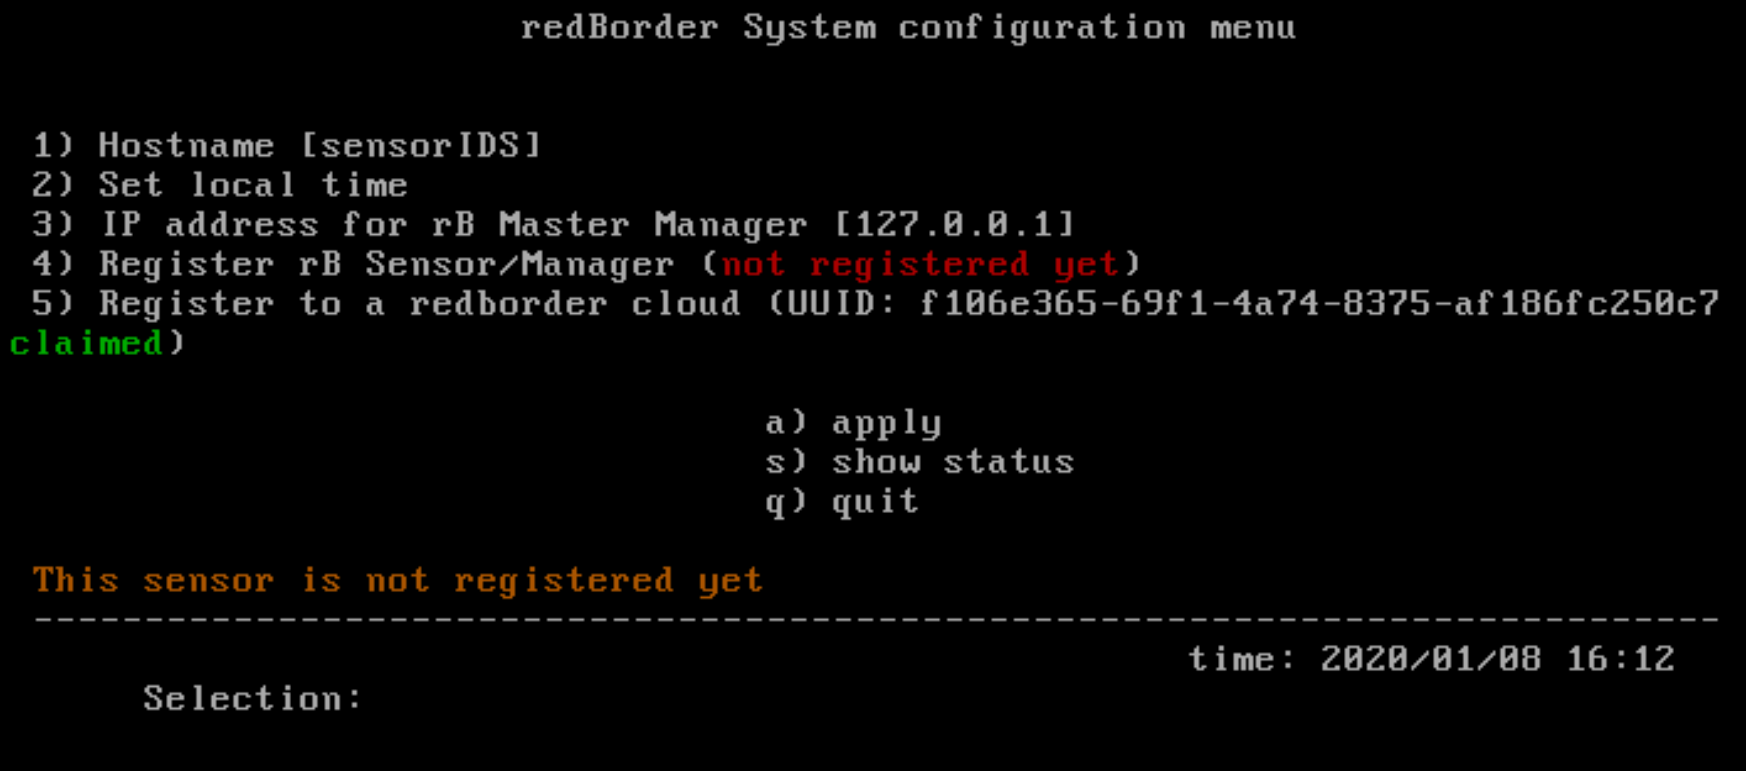 redBorder System configuration menu
1) Hostname [sensorIDS]
2) Set local time
3) IP address for rB Master Manager [127.0.0.1]
4) Register rB Sensor/Manager (not registered yet)
5) Register to a redborder cloud (UUID: f106e365-69f1-4a74-8375-af186fc250c7
claimed)
a) apply
s) show status
q) quit
This sensor is not registered yet
----------------------------------------------------------------------------
time: 2020/01/08 16:12
Selection: